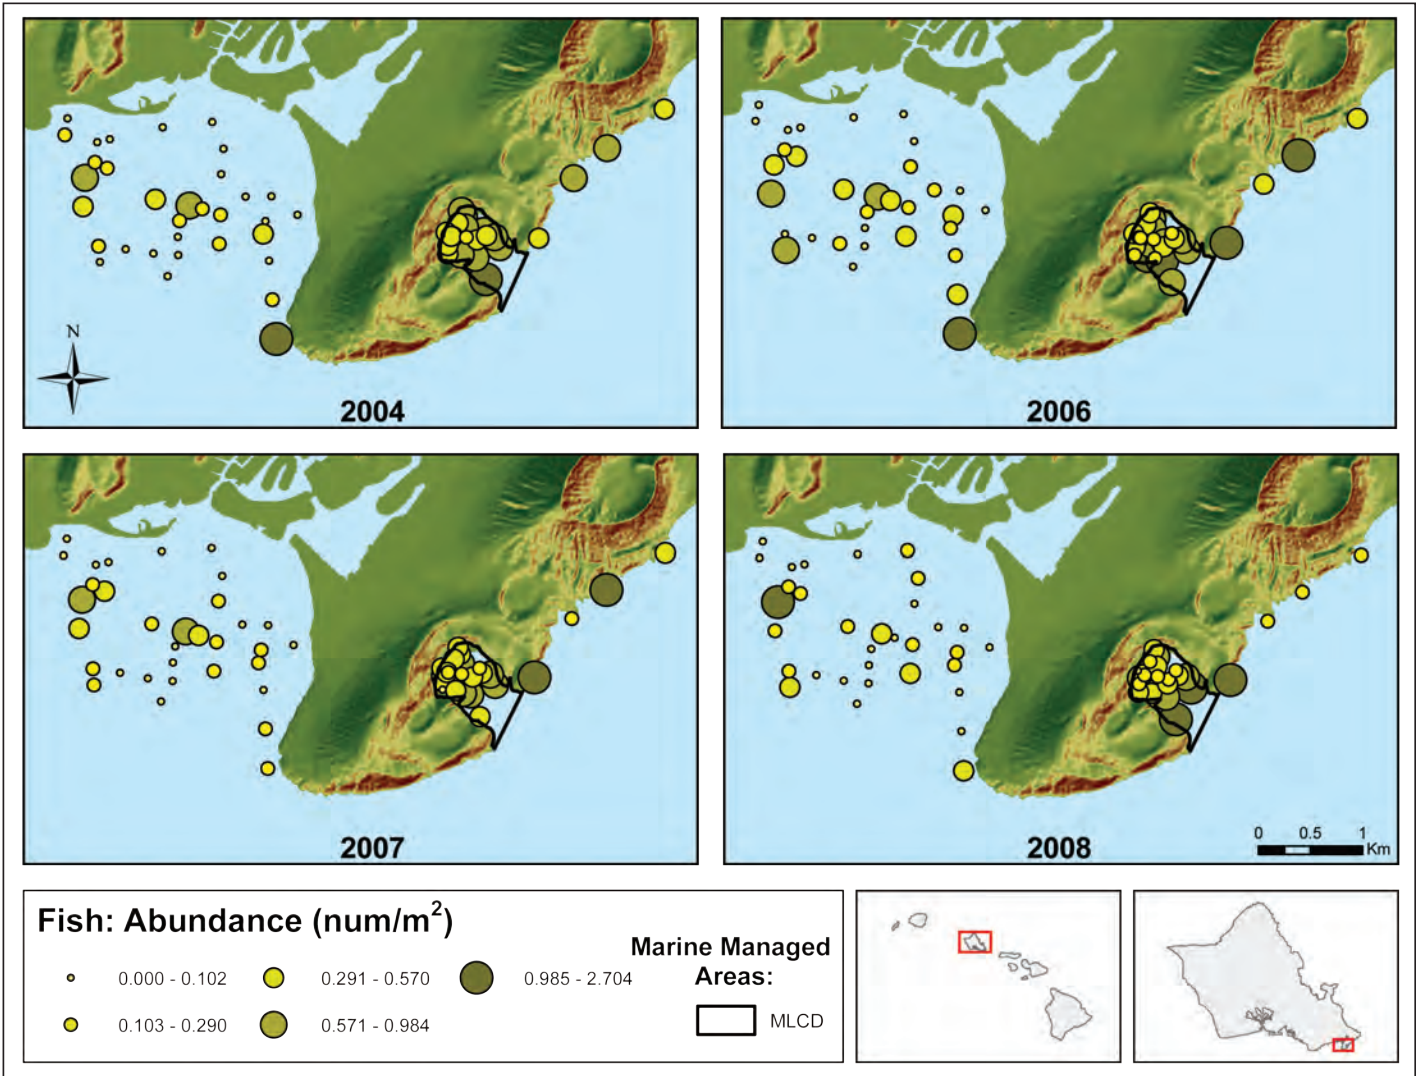 N
2004
2006
2007
2008
0 0.5 1
Km
Fish: Abundance (num/m²)
0.000 - 0.102
0.291 - 0.570
0.985 - 2.704
0.103 - 0.290
0.571 - 0.984
Marine Managed
Areas:
MLCD